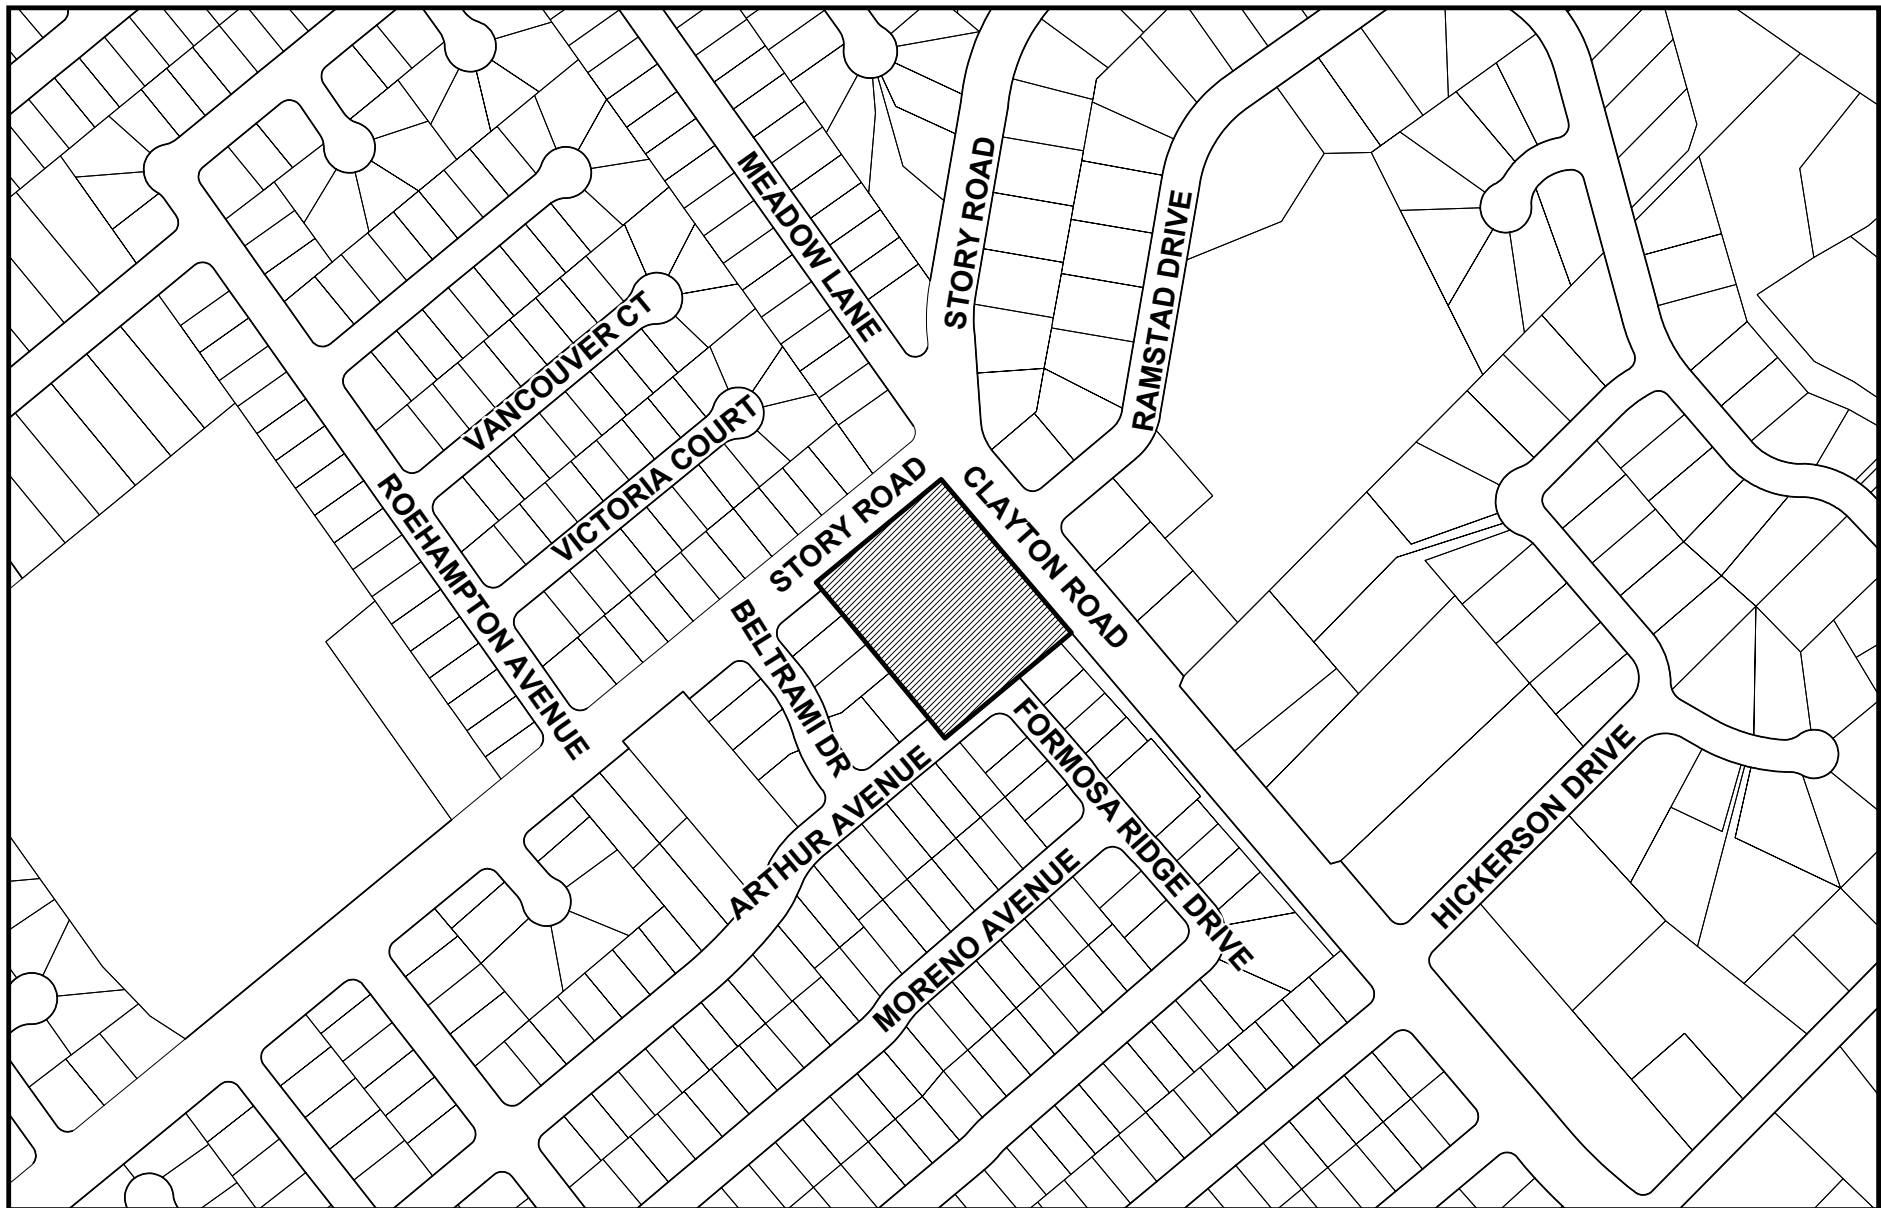 MEADOW LANE
STORY ROAD
RAMSTAD DRIVE
VANCOUVER CT
VICTORIA COURT
ROEHAMPTON AVENUE
STORY ROAD
CLAYTON ROAD
BELTRAMI DR
ARTHUR AVENUE
FORMOSA RIDGE DRIVE
MORENO AVENUE
HICKERSON DRIVE